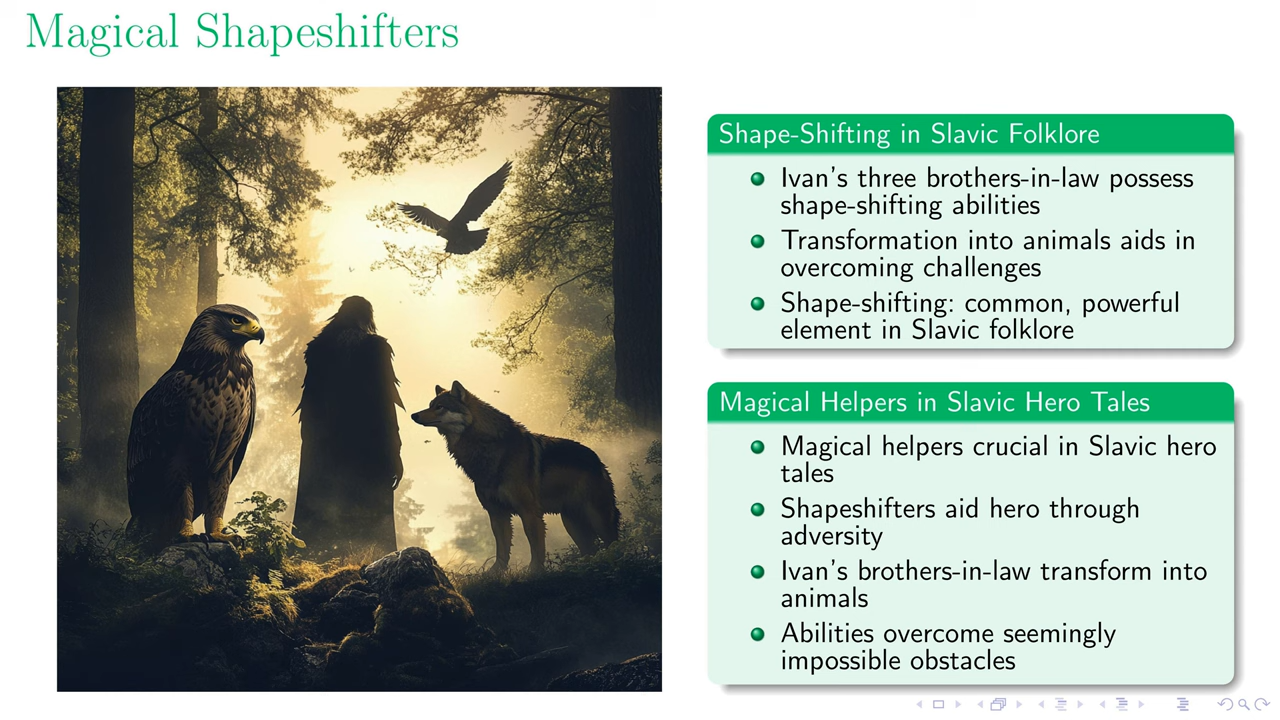 Magical Shapeshifters
Shape-Shifting in Slavic Folklore
Ivan's three brothers-in-law possess
shape-shifting abilities
Transformation into animals aids in
overcoming challenges
Shape-shifting: common, powerful
element in Slavic folklore
Magical Helpers in Slavic Hero Tales
Magical helpers crucial in Slavic hero
tales
Shapeshifters aid hero through
adversity
Ivan's brothers-in-law transform into
animals
Abilities overcome seemingly
impossible obstacles